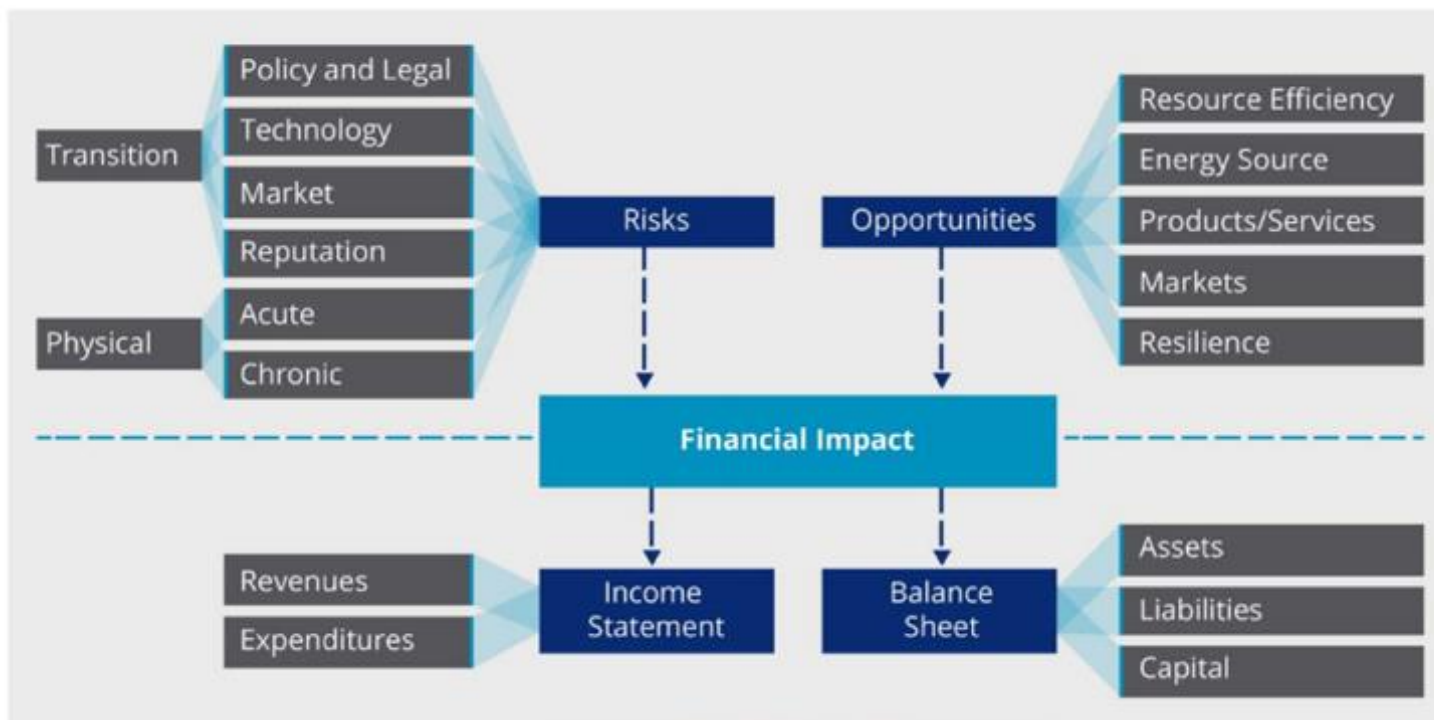 Policy and Legal
Technology
Transition
Market
Reputation
Acute
Physical
Chronic
Risks
Opportunities
Resource Efficiency
Energy Source
Products/Services
Markets
Resilience
Financial Impact
Revenues
Expenditures
Income
Statement
Balance
Sheet
Assets
Liabilities
Capital